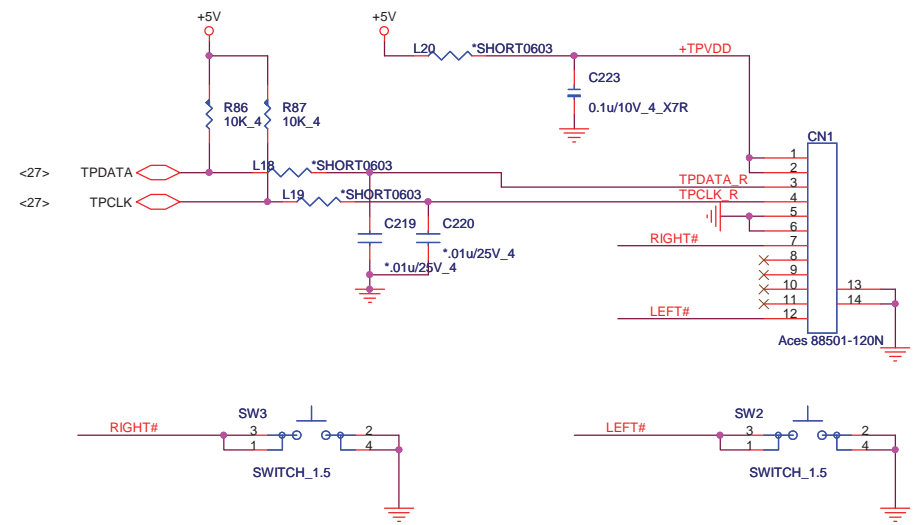 +5V
+5V
L20
*SHORT0603
+TPVDD
C223
0.1u/10V_4_X7R
R86
10K_4
R87
10K_4
CN1
<27>
TPDATA
L18
*SHORT0603
<27>
TPCLK
L19
*SHORT0603
TPDATA_R
TPCLK_R
C219
*.01u/25V_4
C220
*.01u/25V_4
RIGHT#
LEFT#
1
2
3
4
5
6
7
8
9
10
11
12
13
14
Aces 88501-120N
RIGHT#
SW3
3
1
2
4
SWITCH_1.5
LEFT#
SW2
3
1
2
4
SWITCH_1.5